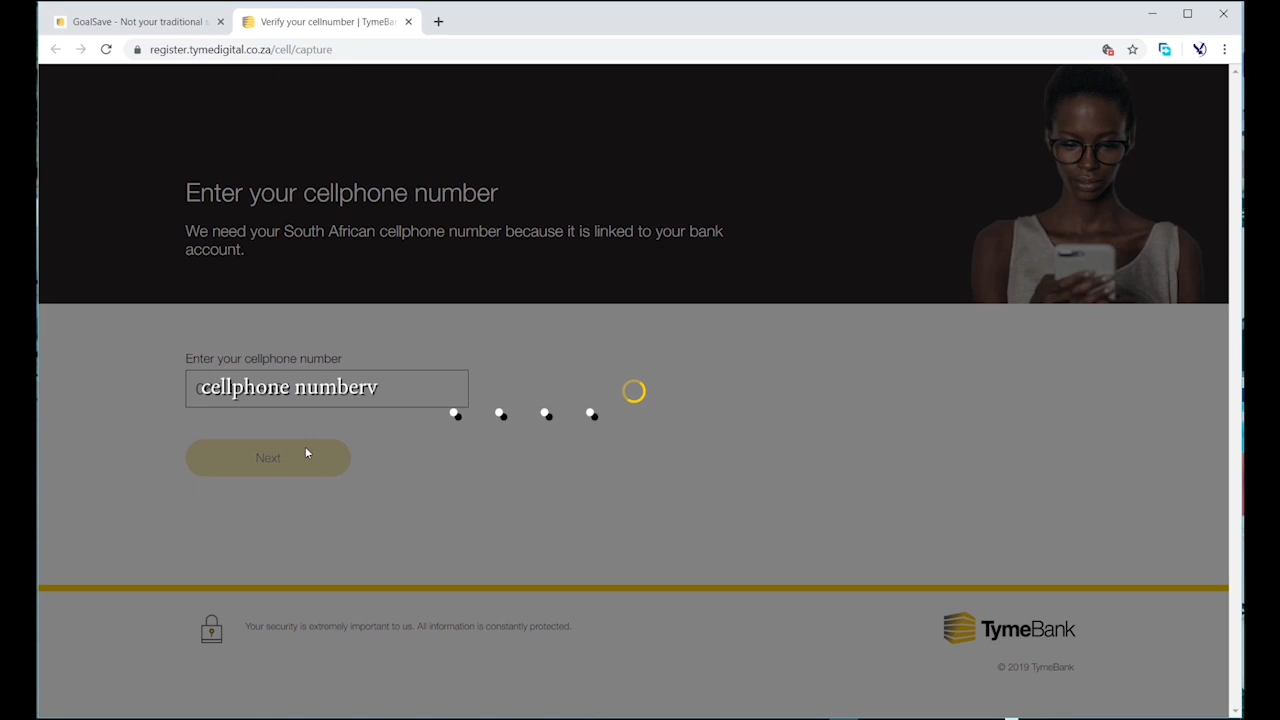 GoalSave - Not your traditional s
Verify your cellnumber | TymeBan
register.tymedigital.co.za/cell/capture
Enter your cellphone number
We need your South African cellphone number because it is linked to your bank
account.
Enter your cellphone number
cellphone numberv
Next
Your security is extremely important to us. All information is constantly protected.
TymeBank
© 2019 TymeBank